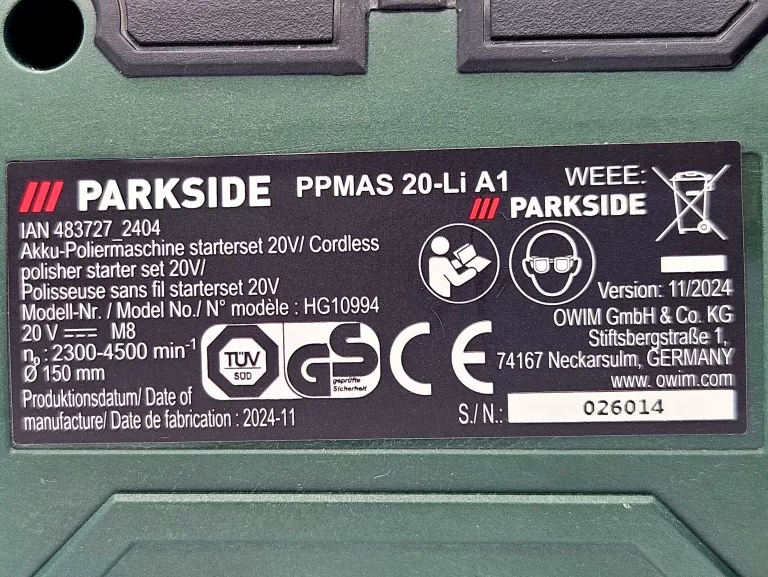 PARKSIDE PPMAS 20-Li A1
IAN 483727_2404
Akku-Poliermaschine starterset 20V/ Cordless
polisher starter set 20V/
Polisseuse sans fil starterset 20V
Modell-Nr. / Model No./ N° modèle : HG10994
20 V ⎓ M8
n₀ : 2300-4500 min⁻¹
Ø 150 mm
Produktionsdatum/ Date of
manufacture/ Date de fabrication : 2024-11
TÜV
SÜD
GS
geprüfte
Sicherheit
CE
WEEE:
PARKSIDE
Version: 11/2024
OWIM GmbH & Co. KG
Stiftsbergstraße 1,
74167 Neckarsulm, GERMANY
www. owim.com
S./ N.: 026014